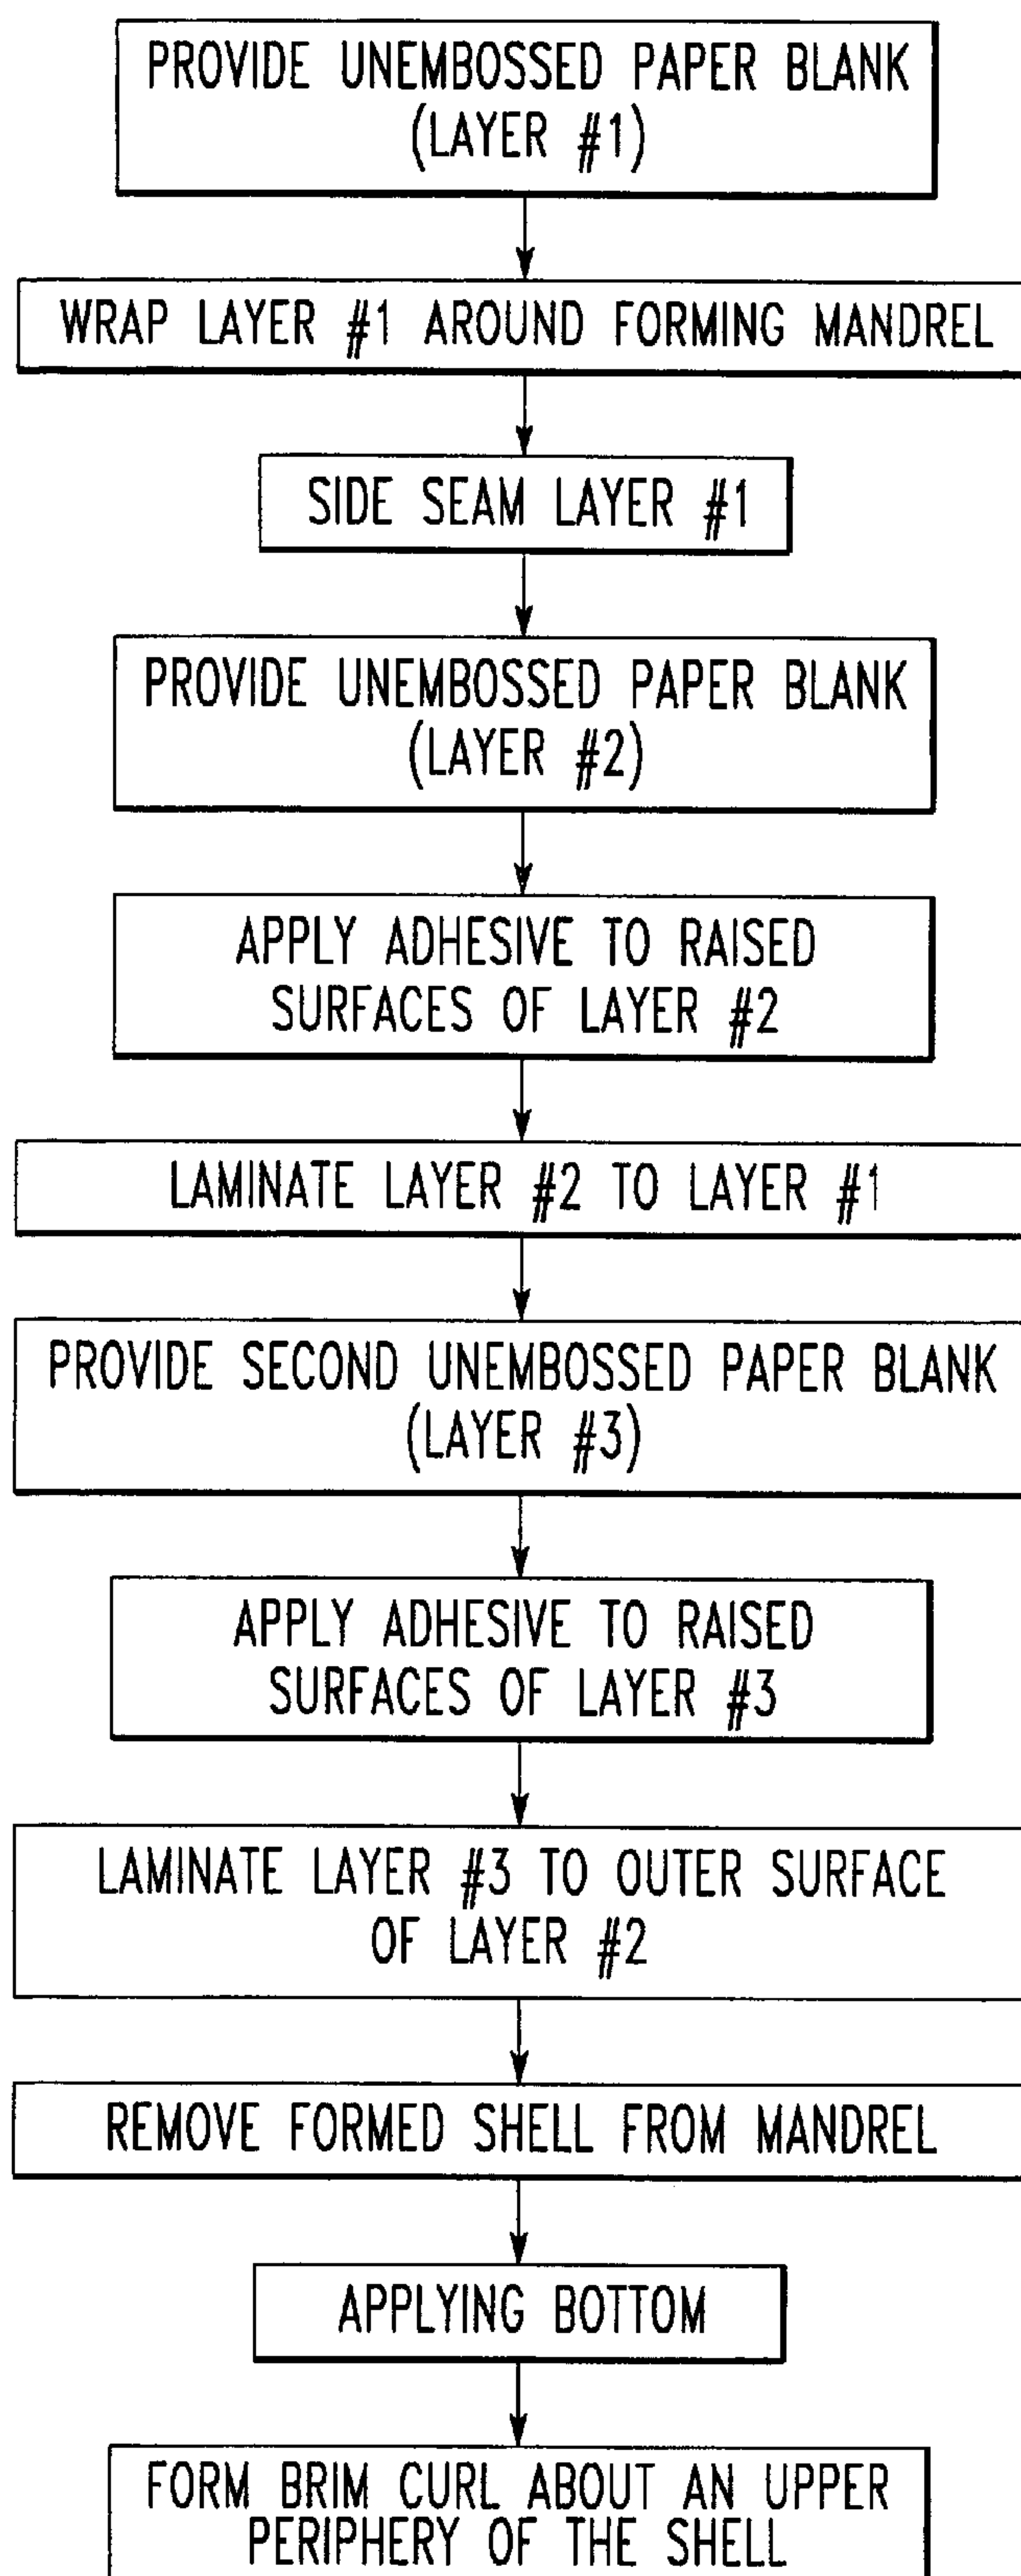 PROVIDE UNEMBOSSED PAPER BLANK
(LAYER #1)
WRAP LAYER #1 AROUND FORMING MANDREL
SIDE SEAM LAYER #1
PROVIDE UNEMBOSSED PAPER BLANK
(LAYER #2)
APPLY ADHESIVE TO RAISED
SURFACES OF LAYER #2
LAMINATE LAYER #2 TO LAYER #1
PROVIDE SECOND UNEMBOSSED PAPER BLANK
(LAYER #3)
APPLY ADHESIVE TO RAISED
SURFACES OF LAYER #3
LAMINATE LAYER #3 TO OUTER SURFACE
OF LAYER #2
REMOVE FORMED SHELL FROM MANDREL
APPLYING BOTTOM
FORM BRIM CURL ABOUT AN UPPER
PERIPHERY OF THE SHELL